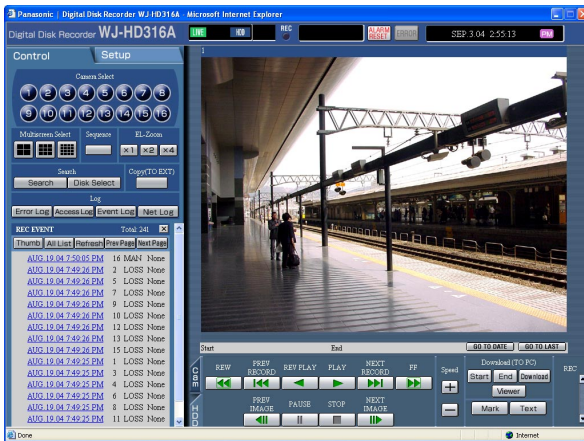 Panasonic | Digital Disk Recorder WJ-HD316A - Microsoft Internet Explorer
Digital Disk Recorder WJ-HD316A
LIVE HDD REC ALARM RESET ERROR SEP.3.04 2:55:13 PM
Control Setup
1
Camera Select
1 2 3 4 5 6 7 8
9 10 11 12 13 14 15 16
Multiscreen Select Sequence EL-Zoom
×1 ×2 ×4
Search Copy(TO EXT)
Search Disk Select
Log
Error Log Access Log Event Log Net Log
REC EVENT Total: 241
Thumb All List Refresh Prev Page Next Page
AUG.19.04 7:50:05 PM 16 MAN None
AUG.19.04 7:49:26 PM 2 LOSS None
AUG.19.04 7:49:26 PM 5 LOSS None
AUG.19.04 7:49:26 PM 7 LOSS None
AUG.19.04 7:49:26 PM 9 LOSS None
AUG.19.04 7:49:26 PM 10 LOSS None
AUG.19.04 7:49:26 PM 12 LOSS None
AUG.19.04 7:49:26 PM 13 LOSS None
AUG.19.04 7:49:26 PM 15 LOSS None
AUG.19.04 7:49:25 PM 1 LOSS None
AUG.19.04 7:49:25 PM 3 LOSS None
AUG.19.04 7:49:25 PM 4 LOSS None
AUG.19.04 7:49:25 PM 6 LOSS None
AUG.19.04 7:49:25 PM 8 LOSS None
AUG.19.04 7:49:25 PM 11 LOSS None
Start End GO TO DATE GO TO LAST
Cam
HDD
REW PREV RECORD REV PLAY PLAY NEXT RECORD FF
PREV IMAGE PAUSE STOP NEXT IMAGE
Speed
Download (TO PC)
Start End Download
Viewer
Mark Text
REC
Done Internet